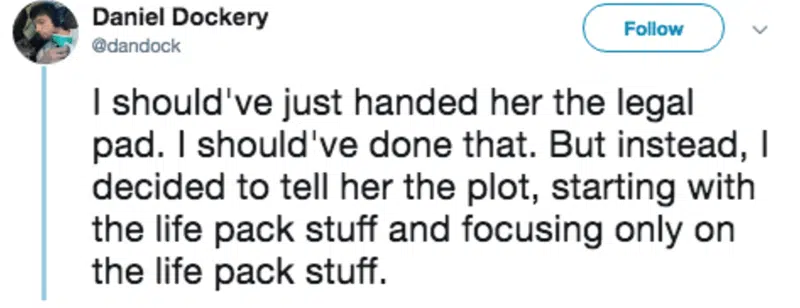 Daniel Dockery
@dandock
Follow
I should've just handed her the legal
pad. I should've done that. But instead, I
decided to tell her the plot, starting with
the life pack stuff and focusing only on
the life pack stuff.